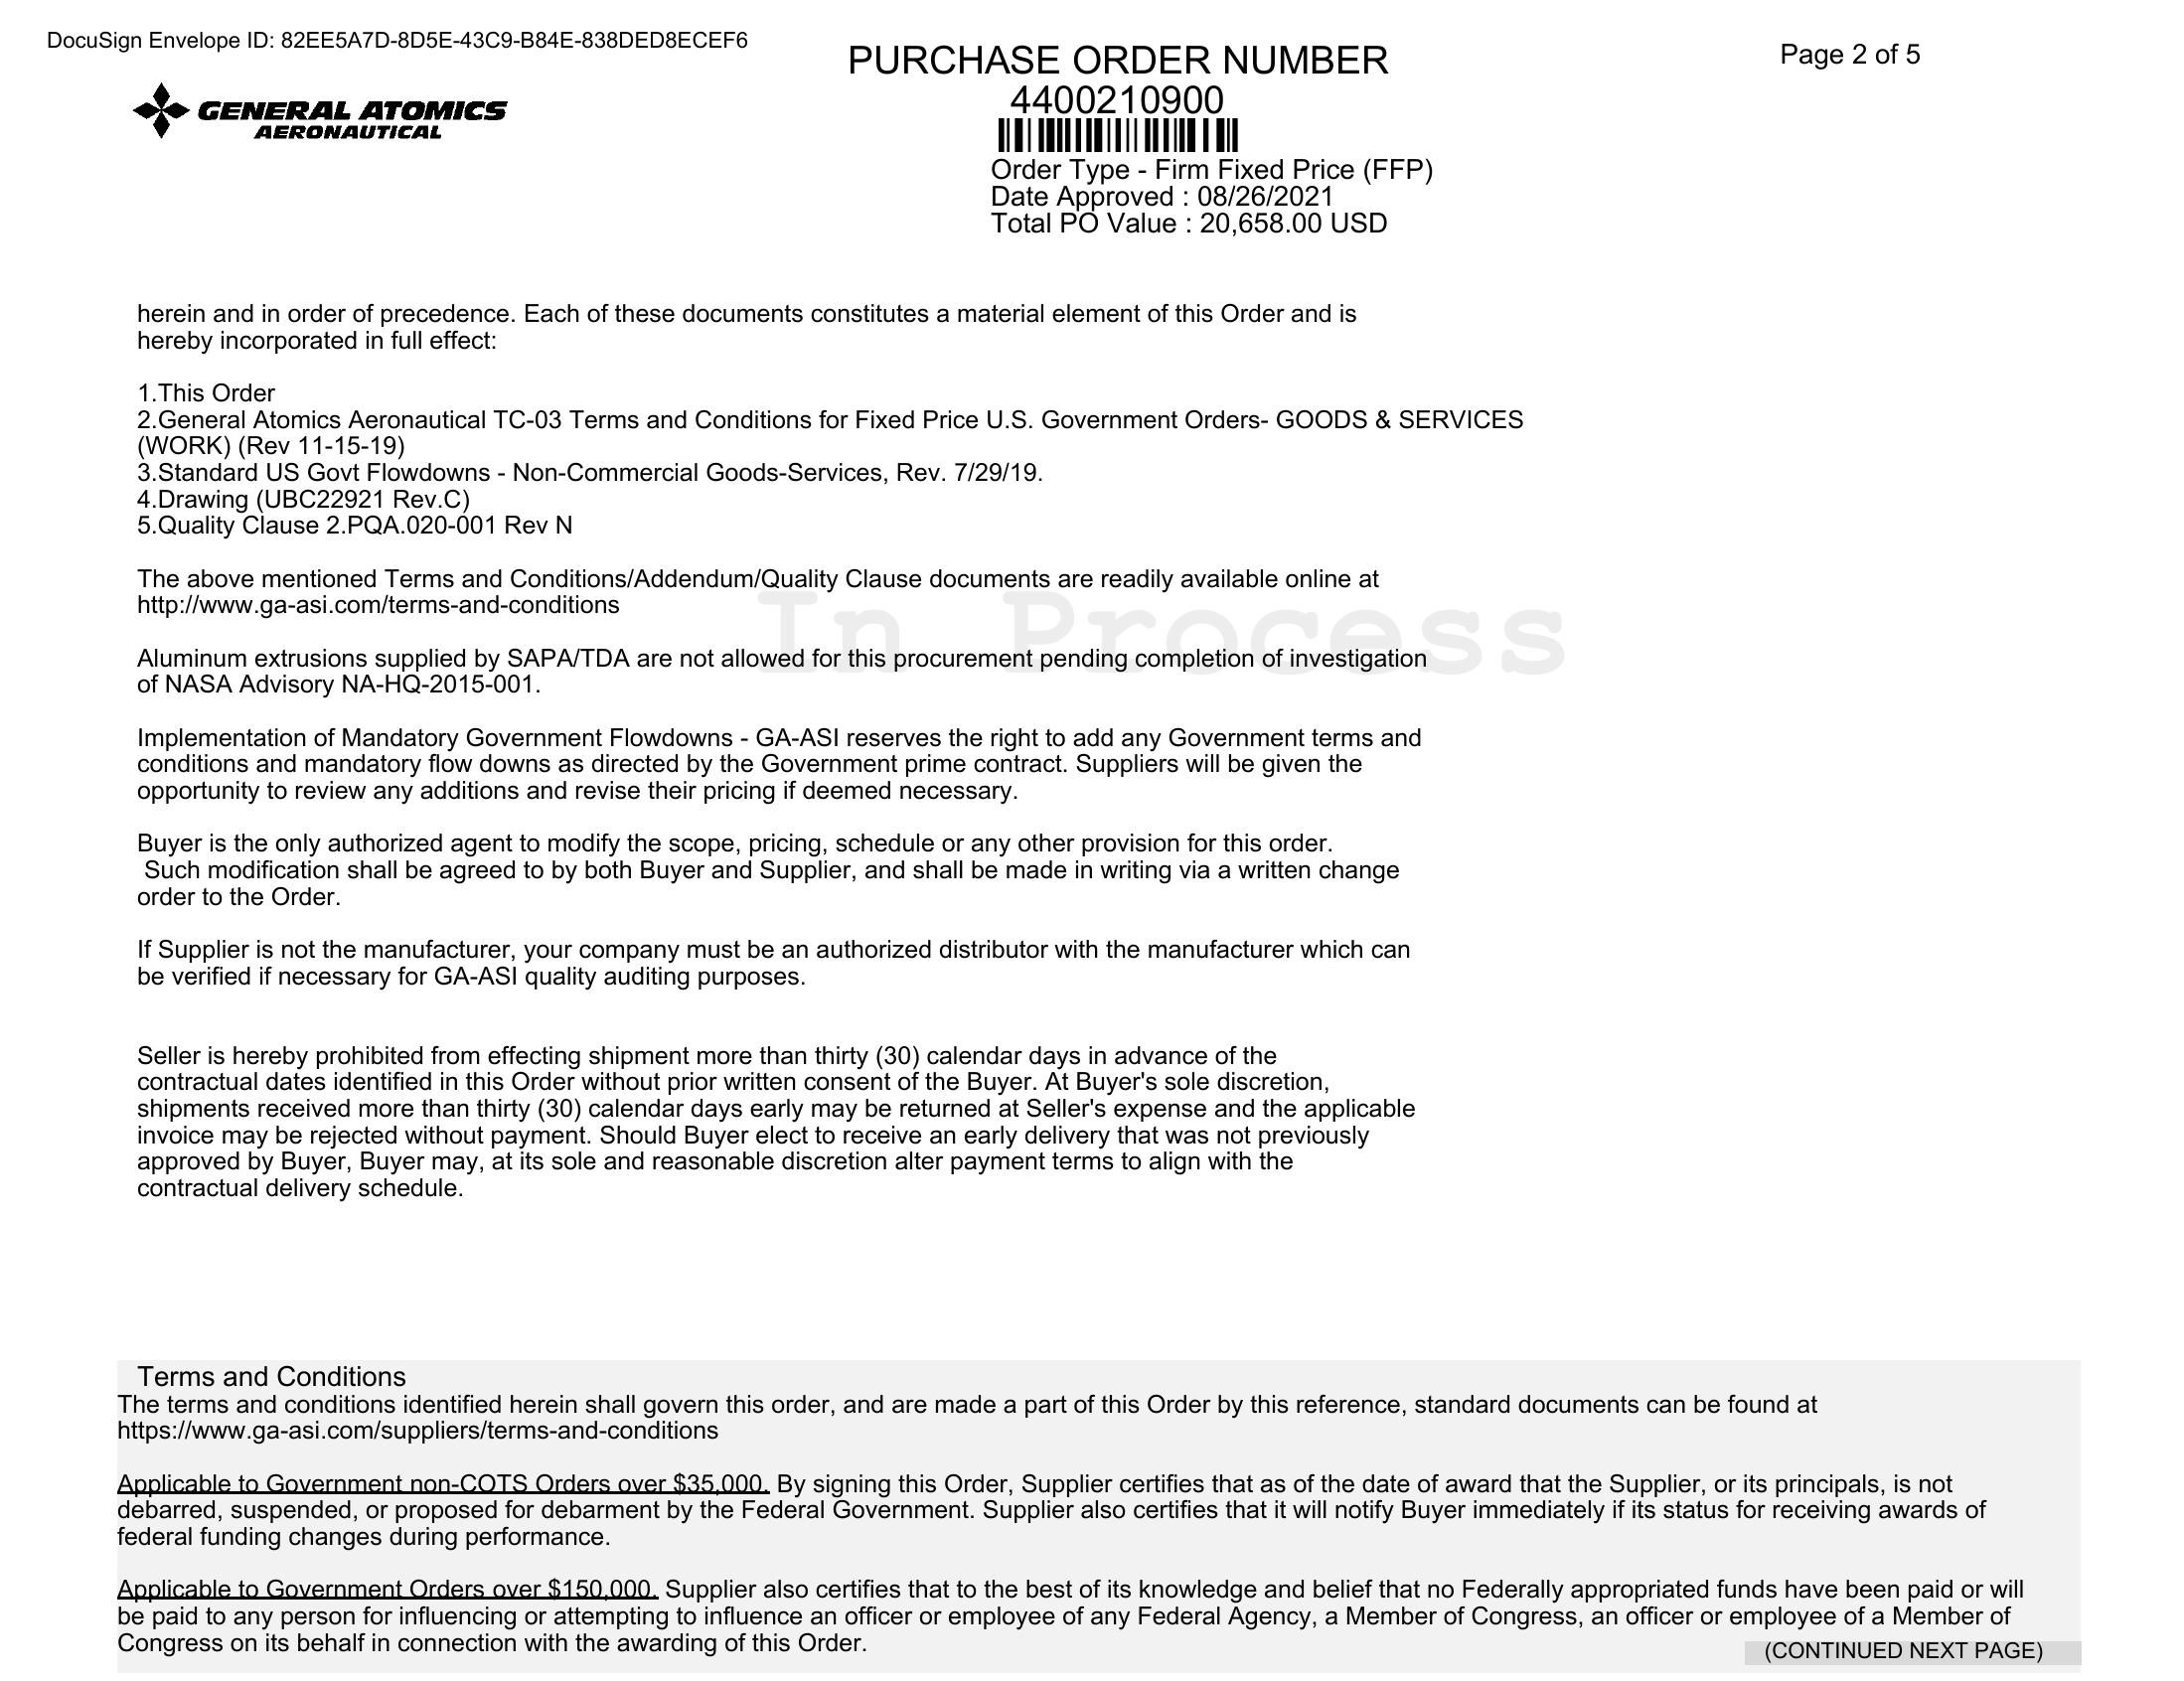 DocuSign Envelope ID: 82EE5A7D-8D5E-43C9-B84E-838DED8ECEF6
PURCHASE ORDER NUMBER
Page 2 of 5
4400210900
GENERAL ATOMICS
AERONAUTICAL
Order Type - Firm Fixed Price (FFP)
Date Approved : 08/26/2021
Total PO Value : 20,658.00 USD
herein and in order of precedence. Each of these documents constitutes a material element of this Order and is
hereby incorporated in full effect:
1.This Order
2.General Atomics Aeronautical TC-03 Terms and Conditions for Fixed Price U.S. Government Orders- GOODS & SERVICES
(WORK) (Rev 11-15-19)
3.Standard US Govt Flowdowns - Non-Commercial Goods-Services, Rev. 7/29/19.
4.Drawing (UBC22921 Rev.C)
5.Quality Clause 2.PQA.020-001 Rev N
The above mentioned Terms and Conditions/Addendum/Quality Clause documents are readily available online at
http://www.ga-asi.com/terms-and-conditions
In Process
Aluminum extrusions supplied by SAPA/TDA are not allowed for this procurement pending completion of investigation
of NASA Advisory NA-HQ-2015-001.
Implementation of Mandatory Government Flowdowns - GA-ASI reserves the right to add any Government terms and
conditions and mandatory flow downs as directed by the Government prime contract. Suppliers will be given the
opportunity to review any additions and revise their pricing if deemed necessary.
Buyer is the only authorized agent to modify the scope, pricing, schedule or any other provision for this order.
Such modification shall be agreed to by both Buyer and Supplier, and shall be made in writing via a written change
order to the Order.
If Supplier is not the manufacturer, your company must be an authorized distributor with the manufacturer which can
be verified if necessary for GA-ASI quality auditing purposes.
Seller is hereby prohibited from effecting shipment more than thirty (30) calendar days in advance of the
contractual dates identified in this Order without prior written consent of the Buyer. At Buyer's sole discretion,
shipments received more than thirty (30) calendar days early may be returned at Seller's expense and the applicable
invoice may be rejected without payment. Should Buyer elect to receive an early delivery that was not previously
approved by Buyer, Buyer may, at its sole and reasonable discretion alter payment terms to align with the
contractual delivery schedule.
Terms and Conditions
The terms and conditions identified herein shall govern this order, and are made a part of this Order by this reference, standard documents can be found at
https://www.ga-asi.com/suppliers/terms-and-conditions
Applicable to Government non-COTS Orders over $35,000. By signing this Order, Supplier certifies that as of the date of award that the Supplier, or its principals, is not
debarred, suspended, or proposed for debarment by the Federal Government. Supplier also certifies that it will notify Buyer immediately if its status for receiving awards of
federal funding changes during performance.
Applicable to Government Orders over $150,000. Supplier also certifies that to the best of its knowledge and belief that no Federally appropriated funds have been paid or will
be paid to any person for influencing or attempting to influence an officer or employee of any Federal Agency, a Member of Congress, an officer or employee of a Member of
Congress on its behalf in connection with the awarding of this Order.
(CONTINUED NEXT PAGE)